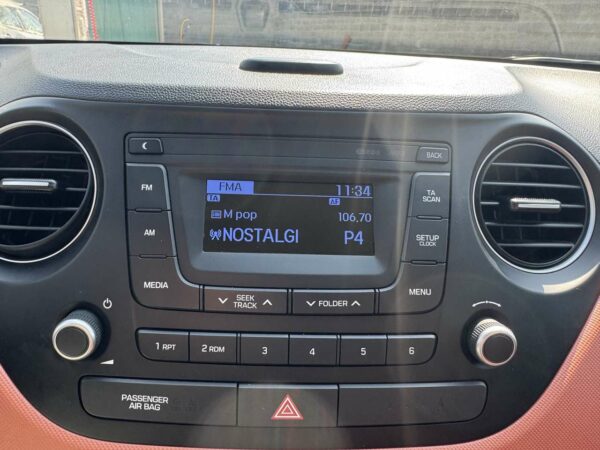 BACK
FM
FMA
11:34
TA
SCAN
TA
AF
M pop
106,70
AM
NOSTALGI
P4
SETUP
CLOCK
MEDIA
SEEK
TRACK
FOLDER
MENU
1 RPT
2 RDM
3
4
5
6
PASSENGER
AIR BAG